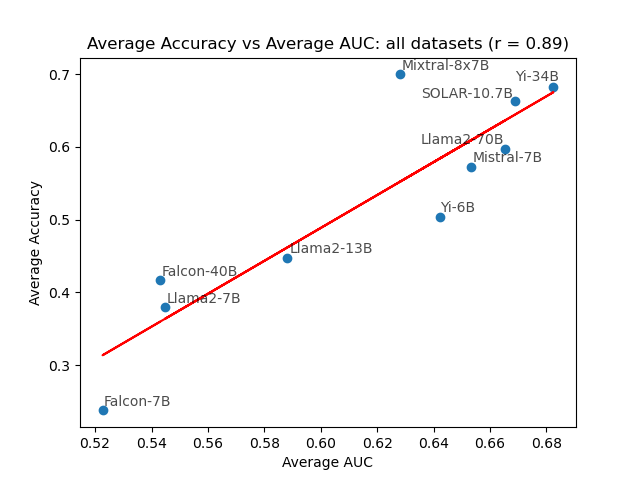 Average Accuracy vs Average AUC: all datasets (r = 0.89)
Mixtral-8x7B
Yi-34B
SOLAR-10.7B
Llama2-70B
Mistral-7B
Yi-6B
Llama2-13B
Falcon-40B
Llama2-7B
Falcon-7B
0.7
0.6
0.5
0.4
0.3
Average Accuracy
0.52 0.54 0.56 0.58 0.60 0.62 0.64 0.66 0.68
Average AUC